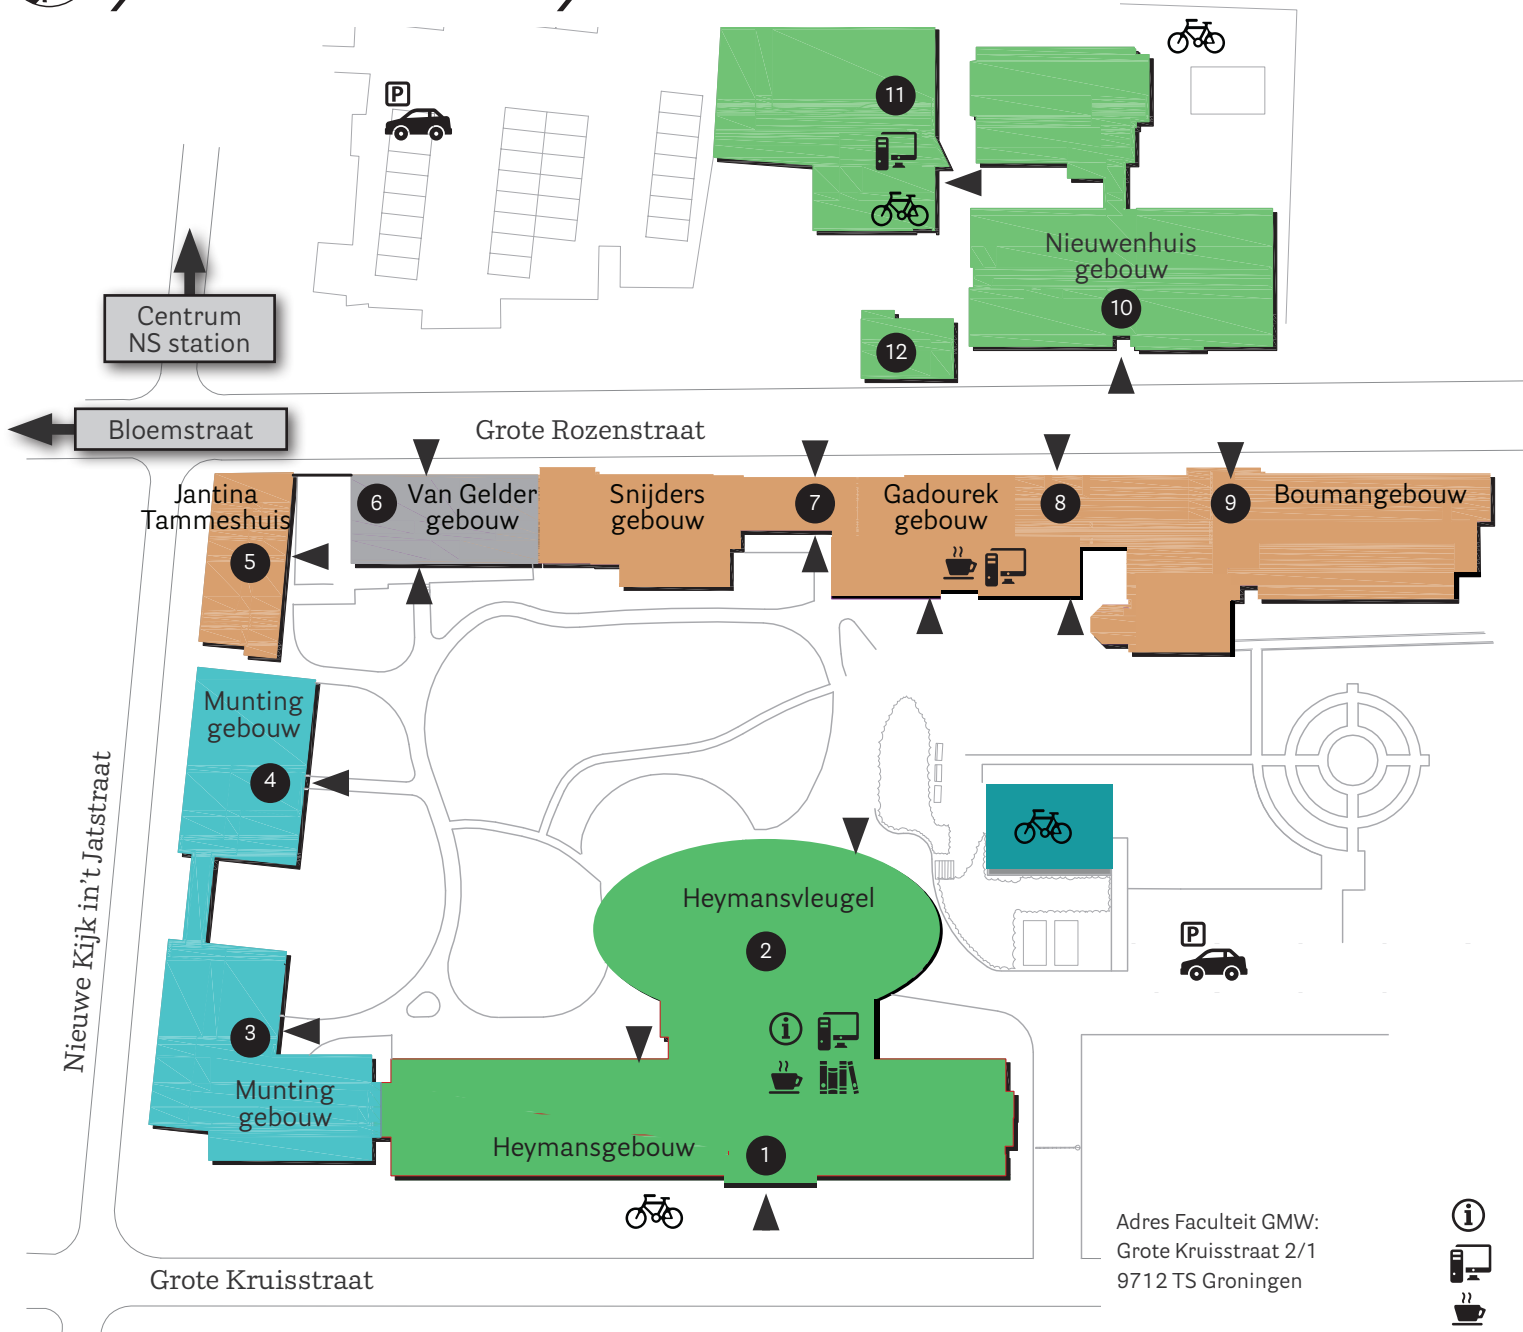 P
11
Nieuwenhuis
gebouw
10
12
Centrum
NS station
Bloemstraat
Grote Rozenstraat
Jantina
Tammeshuis
5
6
Van Gelder
gebouw
Snijders
gebouw
7
Gadourek
gebouw
8
9
Boumangebouw
Munting
gebouw
4
Nieuwe Kijk in't Jatstraat
Heymansvleugel
2
P
3
i
Munting
gebouw
Heymansgebouw
1
Adres Faculteit GMW:
Grote Kruisstraat 2/1
9712 TS Groningen
i
Grote Kruisstraat